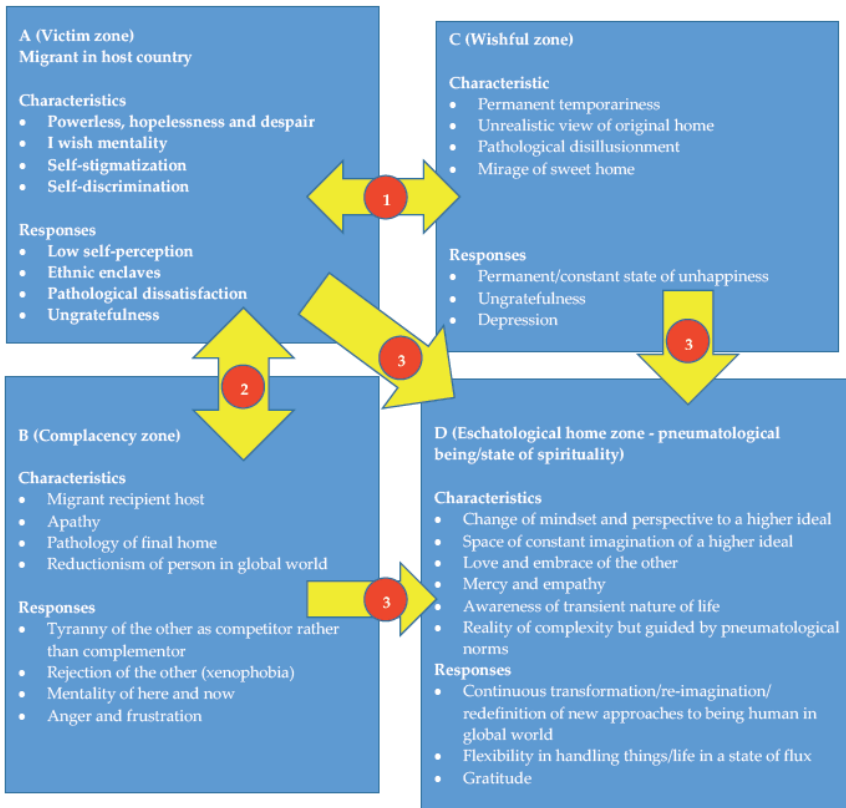 A (Victim zone)
Migrant in host country
Characteristics
• Powerless, hopelessness and despair
• I wish mentality
• Self-stigmatization
• Self-discrimination
Responses
• Low self-perception
• Ethnic enclaves
• Pathological dissatisfaction
• Ungratefulness
C (Wishful zone)
Characteristic
• Permanent temporariness
• Unrealistic view of original home
• Pathological disillusionment
• Mirage of sweet home
Responses
• Permanent/constant state of unhappiness
• Ungratefulness
• Depression
1
2
3
3
3
B (Complacency zone)
Characteristics
• Migrant recipient host
• Apathy
• Pathology of final home
• Reductionism of person in global world
Responses
• Tyranny of the other as competitor rather
than complementor
• Rejection of the other (xenophobia)
• Mentality of here and now
• Anger and frustration
D (Eschatological home zone - pneumatological
being/state of spirituality)
Characteristics
• Change of mindset and perspective to a higher ideal
• Space of constant imagination of a higher ideal
• Love and embrace of the other
• Mercy and empathy
• Awareness of transient nature of life
• Reality of complexity but guided by pneumatological
norms
Responses
• Continuous transformation/re-imagination/
redefinition of new approaches to being human in
global world
• Flexibility in handling things/life in a state of flux
• Gratitude